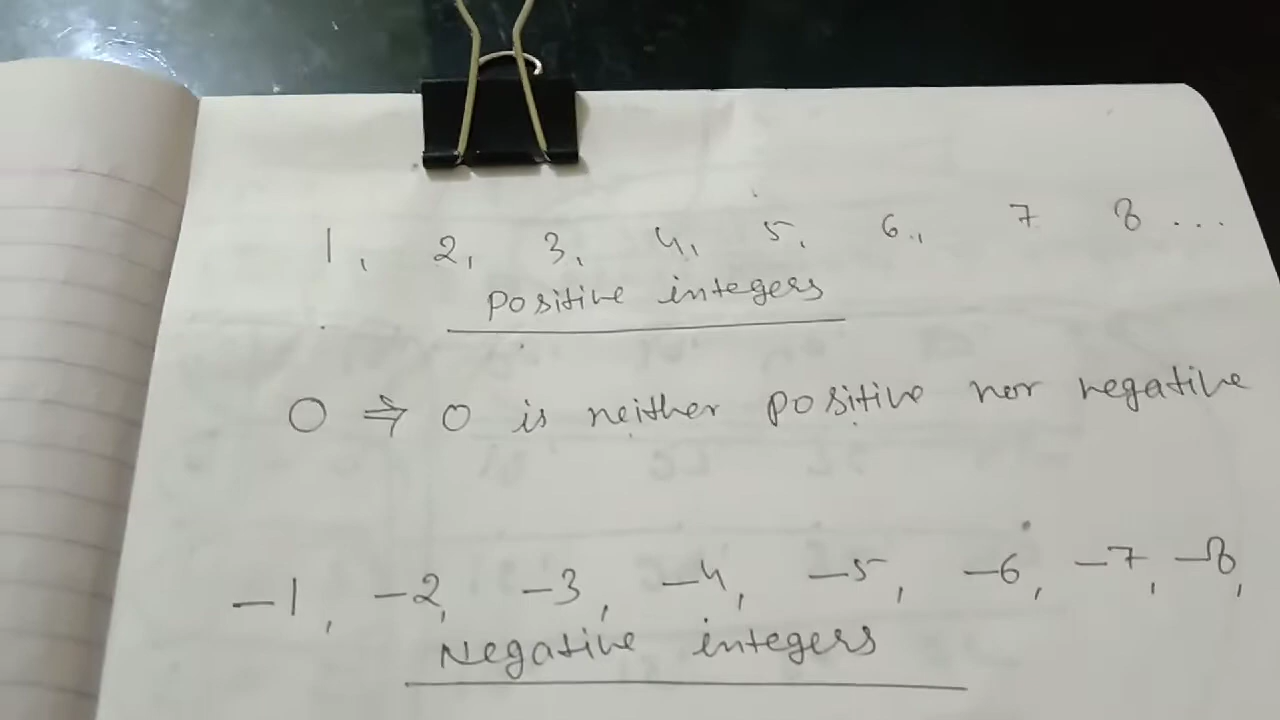 1, 2, 3, 4, 5, 6, 7 8 ...
Positive integers
0 ⇒ 0 is neither positive nor negative
-1, -2, -3, -4, -5, -6, -7, -8,
Negative integers